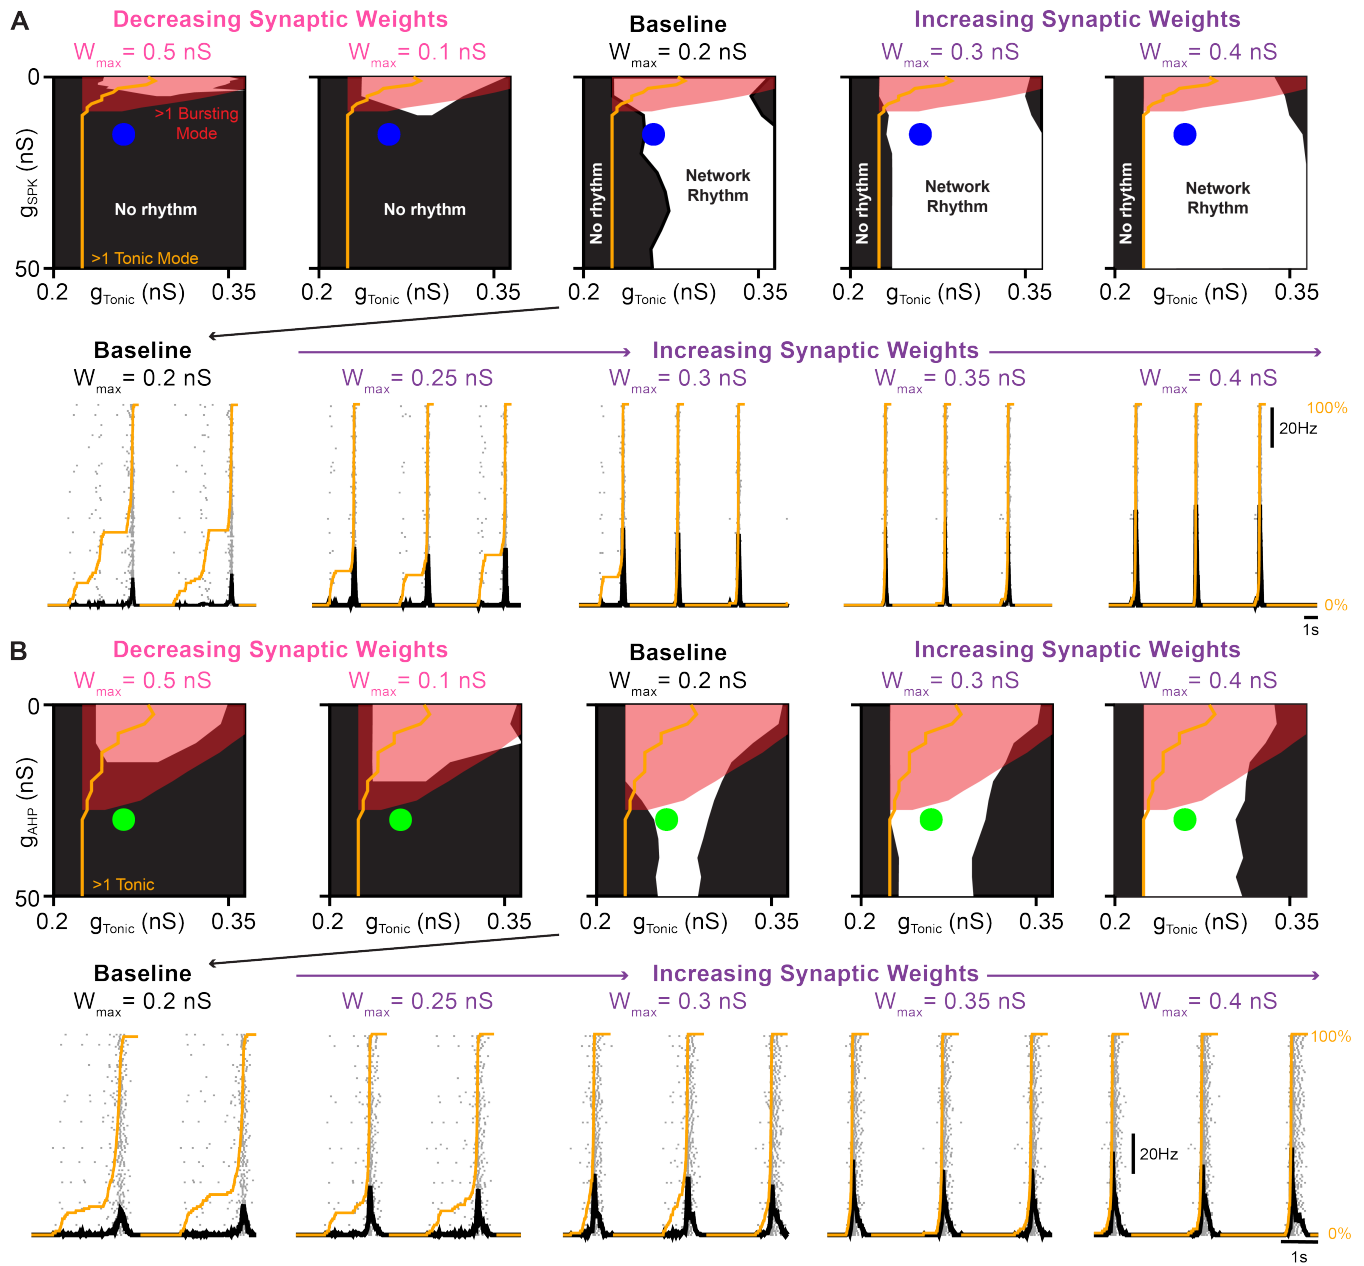 A
Decreasing Synaptic Weights
Baseline
Increasing Synaptic Weights
Wmax= 0.5 nS
Wmax= 0.1 nS
Wmax= 0.2 nS
Wmax= 0.3 nS
Wmax= 0.4 nS
0
gSPK (nS)
50
>1 Bursting
Mode
No rhythm
>1 Tonic Mode
No rhythm
No rhythm
Network
Rhythm
No rhythm
Network
Rhythm
No rhythm
Network
Rhythm
0.2 gTonic (nS) 0.35
0.2 gTonic (nS) 0.35
0.2 gTonic (nS) 0.35
0.2 gTonic (nS) 0.35
0.2 gTonic (nS) 0.35
Baseline
Increasing Synaptic Weights
Wmax= 0.2 nS
Wmax= 0.25 nS
Wmax= 0.3 nS
Wmax= 0.35 nS
Wmax= 0.4 nS
100%
20Hz
0%
1s
B
Decreasing Synaptic Weights
Baseline
Increasing Synaptic Weights
Wmax= 0.5 nS
Wmax= 0.1 nS
Wmax= 0.2 nS
Wmax= 0.3 nS
Wmax= 0.4 nS
0
gAHP (nS)
50
>1 Tonic
0.2 gTonic (nS) 0.35
0.2 gTonic (nS) 0.35
0.2 gTonic (nS) 0.35
0.2 gTonic (nS) 0.35
0.2 gTonic (nS) 0.35
Baseline
Increasing Synaptic Weights
Wmax= 0.2 nS
Wmax= 0.25 nS
Wmax= 0.3 nS
Wmax= 0.35 nS
Wmax= 0.4 nS
100%
20Hz
0%
1s